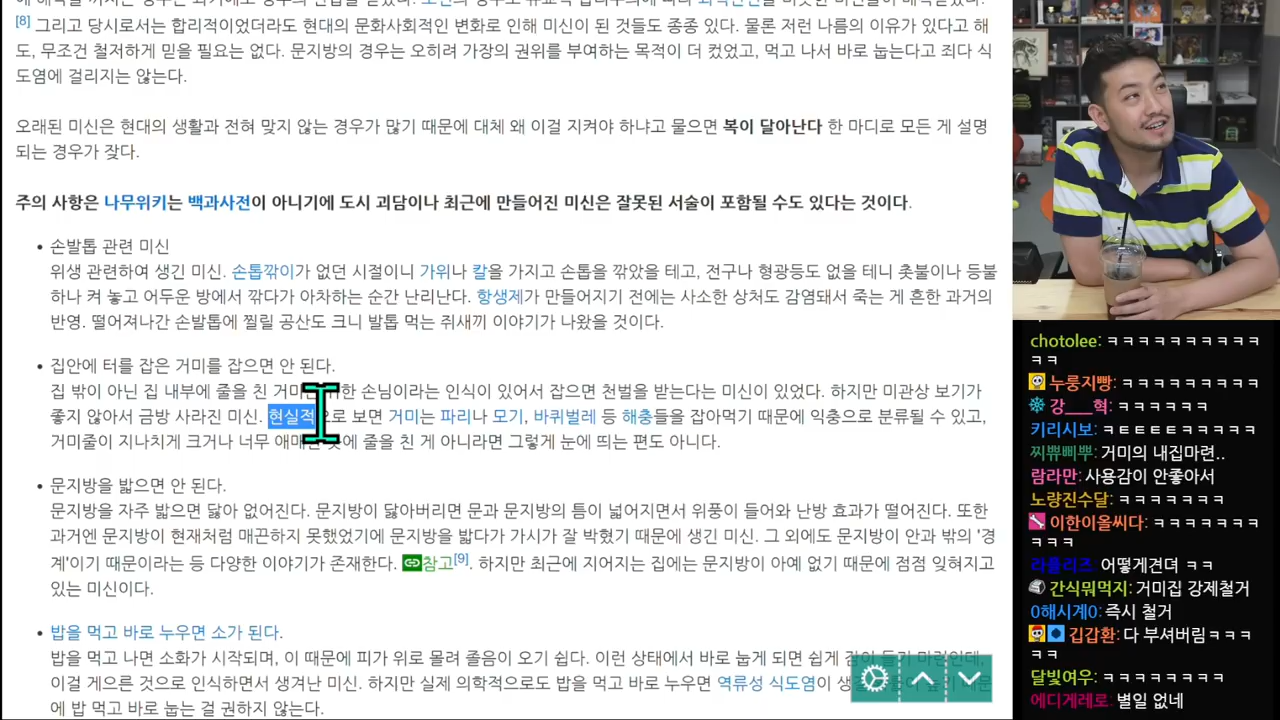 [8] 그리고 당시로서는 합리적이었더라도 현대의 문화사회적인 변화로 인해 미신이 된 것들도 종종 있다. 물론 저런 나름의 이유가 있다고 해
도, 무조건 철저하게 믿을 필요는 없다. 문지방의 경우는 오히려 가장의 권위를 부여하는 목적이 더 컸었고, 먹고 나서 바로 눕는다고 죄다 식
도염에 걸리지는 않는다.
오래된 미신은 현대의 생활과 전혀 맞지 않는 경우가 많기 때문에 대체 왜 이걸 지켜야 하냐고 물으면 복이 달아난다 한 마디로 모든 게 설명
되는 경우가 잦다.
주의 사항은 나무위키는 백과사전이 아니기에 도시 괴담이나 최근에 만들어진 미신은 잘못된 서술이 포함될 수도 있다는 것이다.
• 손발톱 관련 미신
위생 관련하여 생긴 미신. 손톱깎이가 없던 시절이니 가위나 칼을 가지고 손톱을 깎았을 테고, 전구나 형광등도 없을 테니 촛불이나 등불
하나 켜 놓고 어두운 방에서 깎다가 아차하는 순간 난리난다. 항생제가 만들어지기 전에는 사소한 상처도 감염돼서 죽는 게 흔한 과거의
반영. 떨어져나간 손발톱에 찔릴 공산도 크니 발톱 먹는 쥐새끼 이야기가 나왔을 것이다.
• 집안에 터를 잡은 거미를 잡으면 안 된다.
집 밖이 아닌 집 내부에 줄을 친 한 손님이라는 인식이 있어서 잡으면 천벌을 받는다는 미신이 있었다. 하지만 미관상 보기가
좋지 않아서 금방 사라진 미신. 현실적으로 보면 거미는 파리나 모기, 바퀴벌레 등 해충들을 잡아먹기 때문에 익충으로 분류될 수 있고,
거미줄이 지나치게 크거나 너무 에 줄을 친 게 아니라면 그렇게 눈에 띄는 편도 아니다.
• 문지방을 밟으면 안 된다.
문지방을 자주 밟으면 닳아 없어진다. 문지방이 닳아버리면 문과 문지방의 틈이 넓어지면서 위풍이 들어와 난방 효과가 떨어진다. 또한
과거엔 문지방이 현재처럼 매끈하지 못했었기에 문지방을 밟다가 가시가 잘 박혔기 때문에 생긴 미신. 그 외에도 문지방이 안과 밖의 '경
계'이기 때문이라는 등 다양한 이야기가 존재한다. 참고[9]. 하지만 최근에 지어지는 집에는 문지방이 아예 없기 때문에 점점 잊혀지고
있는 미신이다.
• 밥을 먹고 바로 누우면 소가 된다.
밥을 먹고 나면 소화가 시작되며, 이 때문에 피가 위로 몰려 졸음이 오기 쉽다. 이런 상태에서 바로 눕게 되면 쉽게
이걸 게으른 것으로 인식하면서 생겨난 미신. 하지만 실제 의학적으로도 밥을 먹고 바로 누우면 역류성 식도염이
에 밥 먹고 바로 눕는 걸 권하지 않는다.
chotolee: ㅋㅋㅋㅋㅋㅋㅋㅋㅋㅋ
ㅋㅋ
누룽지빵: ㅋㅋㅋㅋㅋㅋㅋㅋㅋ
강___혁: ㅋㅋㅋㅋㅋㅋ
키리시보: ㅋㅌㅌㅌㅌㅋㅋㅋㅋㅋ
찌쀼삐뿌: 거미의 내집마련..
람라만: 사용감이 안좋아서
노량진수달: ㅋㅋㅋㅋㅋㅋㅋ
이한이올씨다: ㅋㅋㅋㅋㅋㅋㅋ
ㅋㅋㅋㅋ
라플리즈: 어떻게견뎌 ㅋㅋ
간식뭐먹지: 거미집 강제철거
0해시계0: 즉시 철거
김갑환: 다 부셔버림ㅋㅋㅋ
ㅋㅋ
달빛여우: ㅋㅋㅋㅋㅋㅋㅋㅋ
에디게레로: 별일 없네